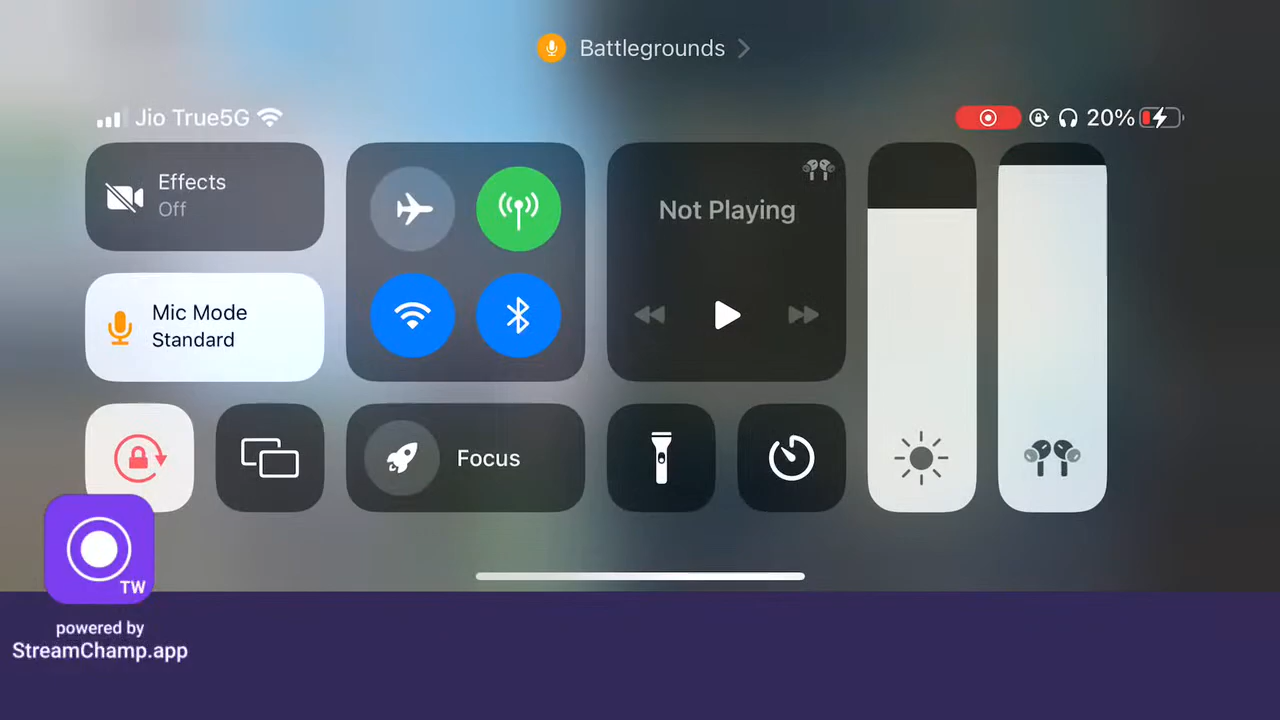 Battlegrounds
Jio True5G
20%
Effects
Off
Not Playing
Mic Mode
Standard
Focus
TW
powered by
StreamChamp.app